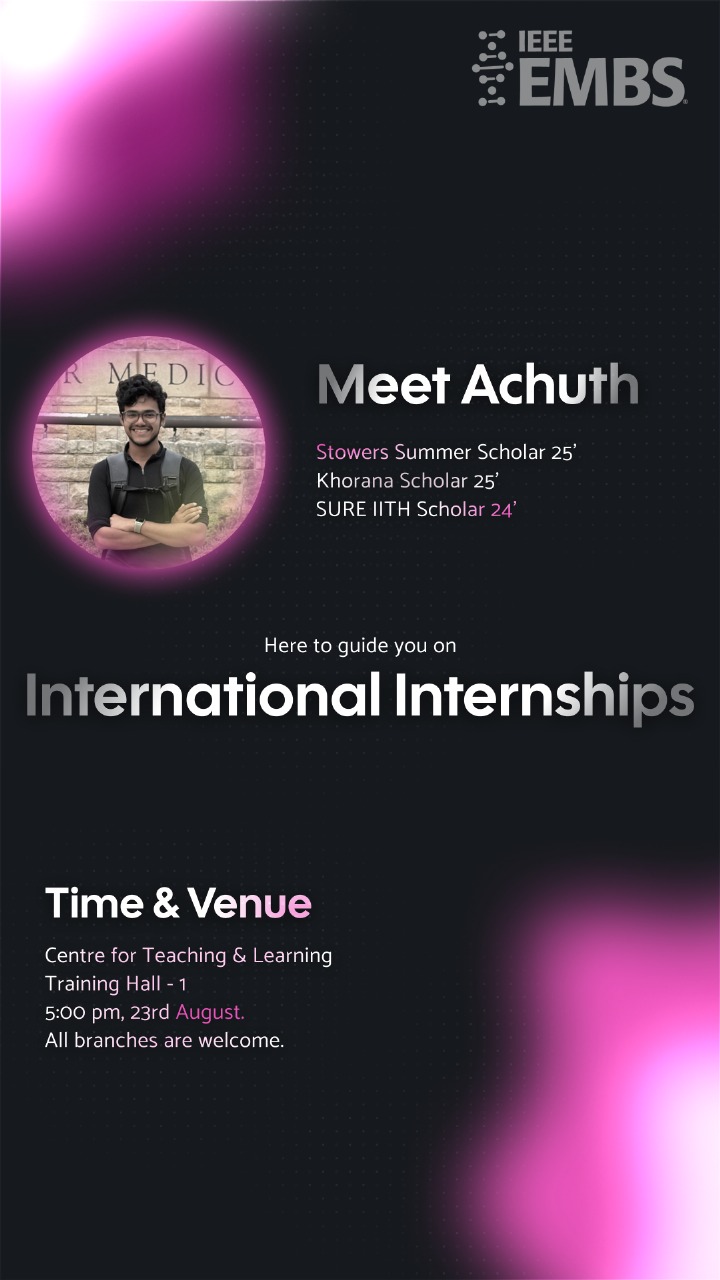 IEEE
EMBS
R MEDIC
Meet Achuth
Stowers Summer Scholar 25'
Khorana Scholar 25'
SURE IITH Scholar 24'
Here to guide you on
International Internships
Time & Venue
Centre for Teaching & Learning
Training Hall - 1
5:00 pm, 23rd August.
All branches are welcome.